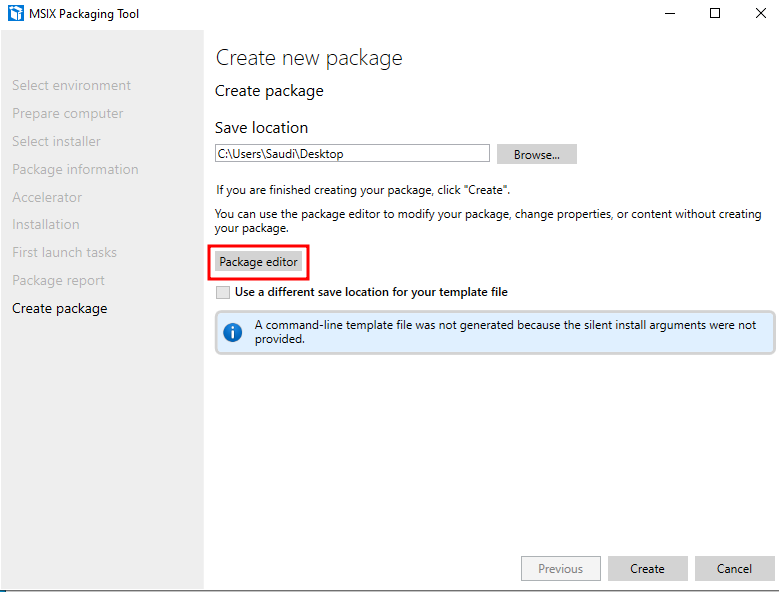 MSIX Packaging Tool
Select environment
Prepare computer
Select installer
Package information
Accelerator
Installation
First launch tasks
Package report
Create package
Create new package
Create package
Save location
C:\Users\Saudi\Desktop
Browse...
If you are finished creating your package, click "Create".
You can use the package editor to modify your package, change properties, or content without creating
your package.
Package editor
Use a different save location for your template file
A command-line template file was not generated because the silent install arguments were not
provided.
Previous
Create
Cancel